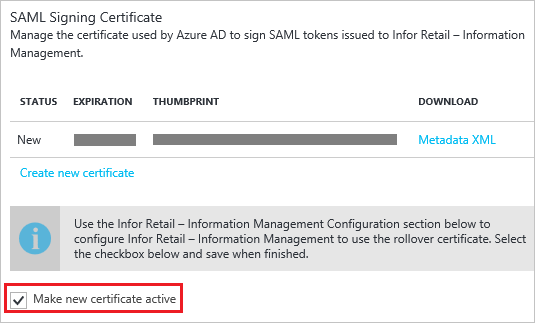 SAML Signing Certificate
Manage the certificate used by Azure AD to sign SAML tokens issued to Infor Retail – Information
Management.
STATUS EXPIRATION THUMBPRINT DOWNLOAD
New Metadata XML
Create new certificate
Use the Infor Retail – Information Management Configuration section below to
configure Infor Retail – Information Management to use the rollover certificate. Select
the checkbox below and save when finished.
Make new certificate active